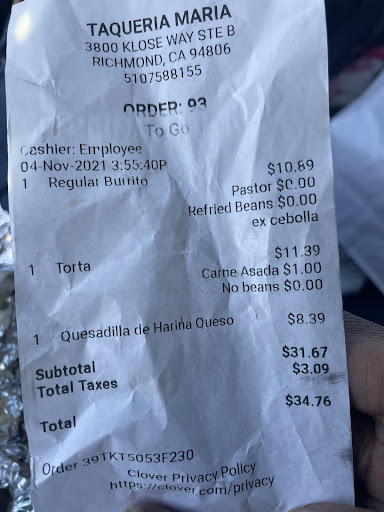 TAQUERIA MARIA
3800 KLOSE WAY STE B
RICHMOND, CA 94806
5107588155
ORDER: 93
To Go
Cashier: Employee
04-Nov-2021 3:55:40P
1 Regular Burrito $10.89
Pastor $0.00
Refried Beans $0.00
ex cebolla
1 Torta $11.39
Carne Asada $1.00
No beans $0.00
1 Quesadilla de Harina Queso $8.39
Subtotal $31.67
Total Taxes $3.09
Total $34.76
Order 39TKT5053F230
Clover Privacy Policy
https://clover.com/privacy